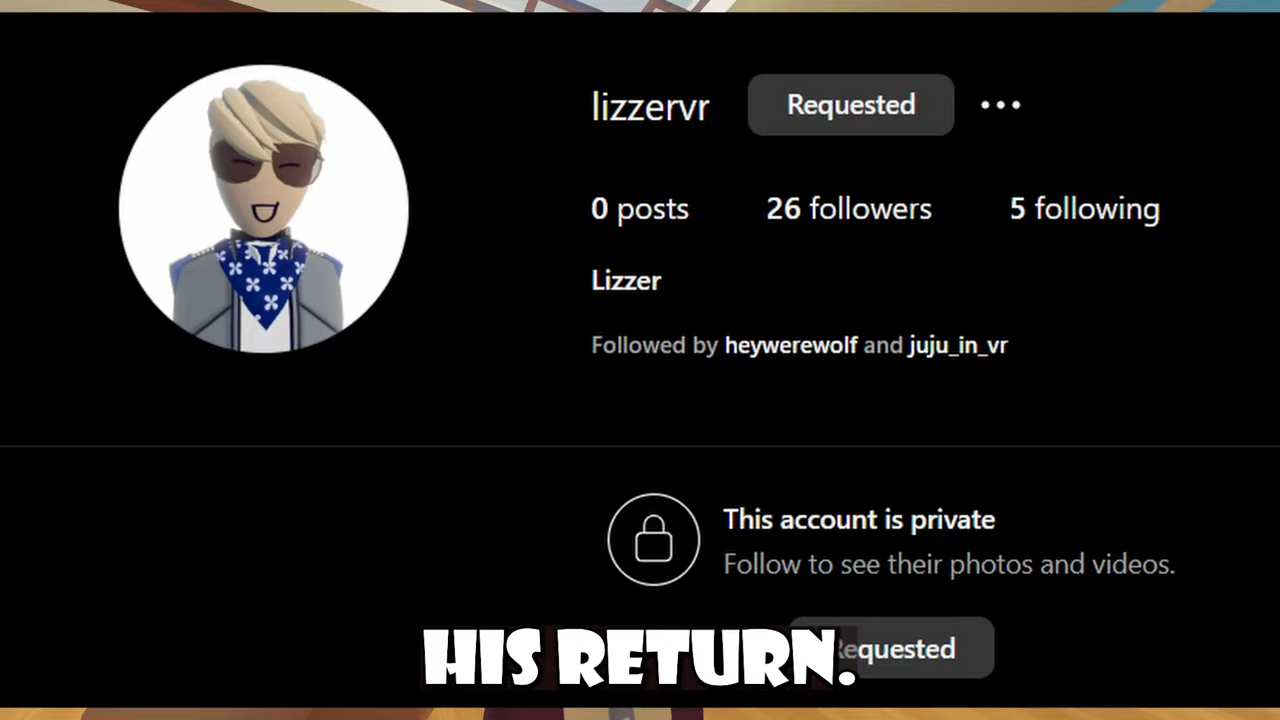 lizzervr Requested
0 posts 26 followers 5 following
Lizzer
Followed by heywerewolf and juju_in_vr
This account is private
Follow to see their photos and videos.
Requested
HIS RETURN.